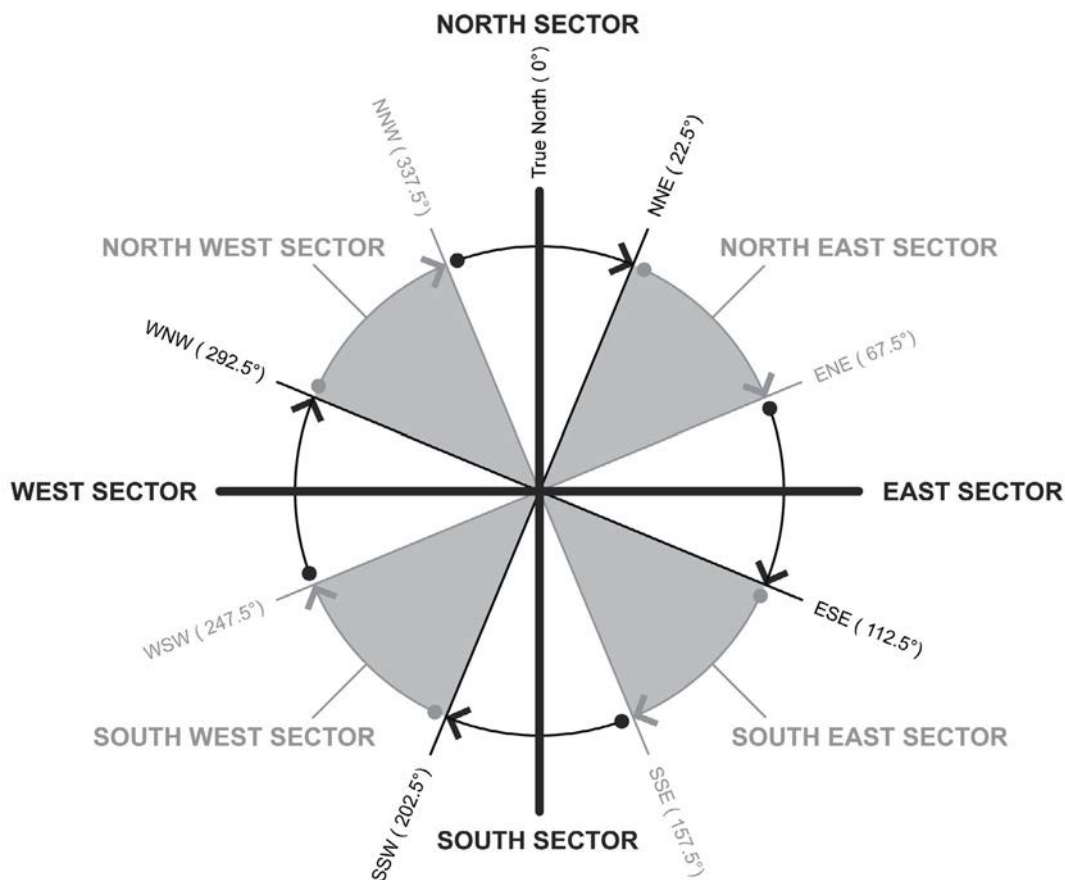 NORTH SECTOR
True North ( 0°)
NNW ( 337.5°)
NNE ( 22.5°)
NORTH WEST SECTOR
NORTH EAST SECTOR
WNW ( 292.5°)
ENE ( 67.5°)
WEST SECTOR
EAST SECTOR
WSW ( 247.5°)
ESE ( 112.5°)
SOUTH WEST SECTOR
SOUTH EAST SECTOR
SSW ( 202.5°)
SSE ( 157.5°)
SOUTH SECTOR